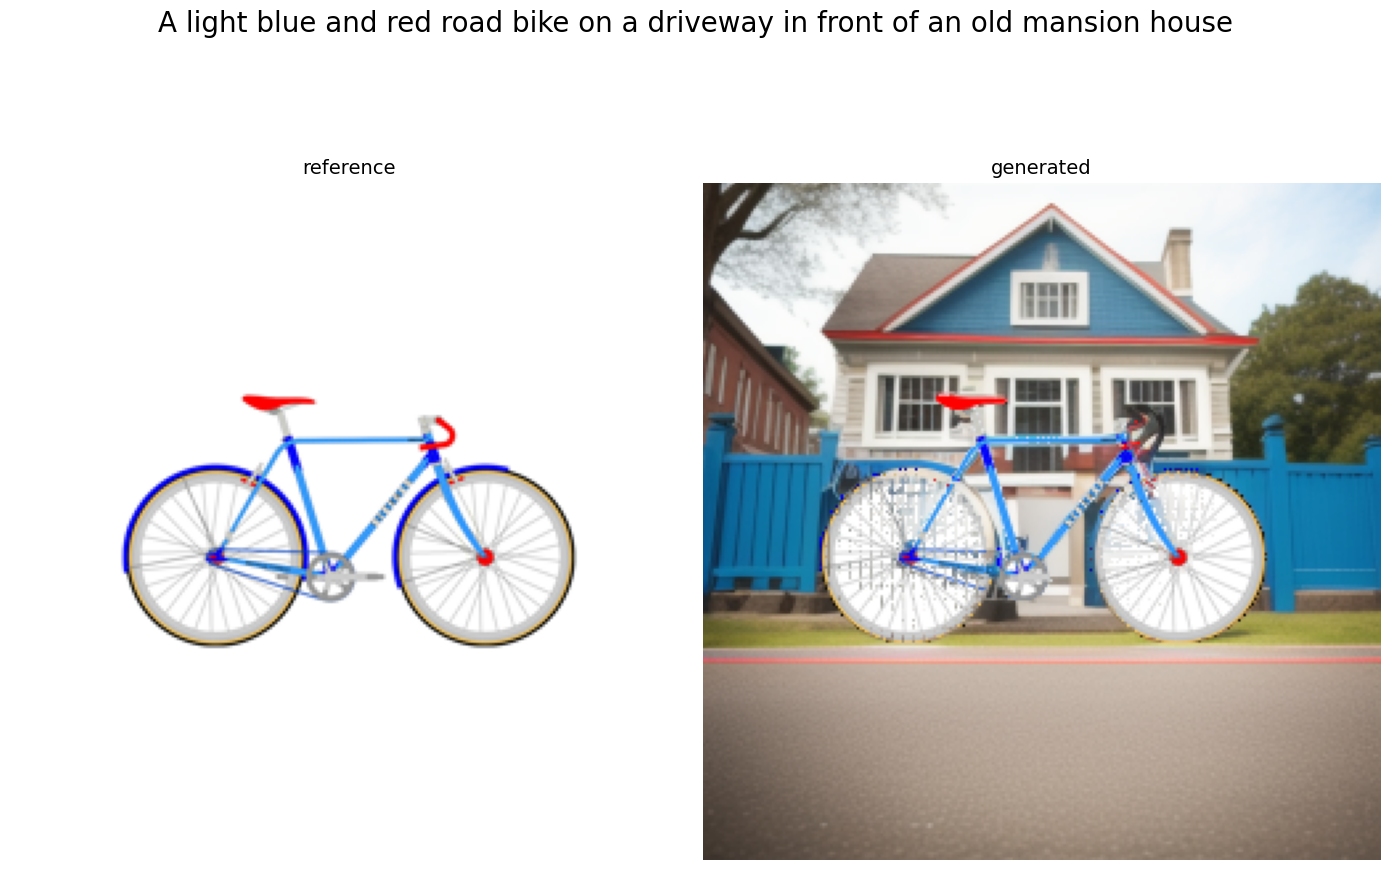 A light blue and red road bike on a driveway in front of an old mansion house
reference
generated